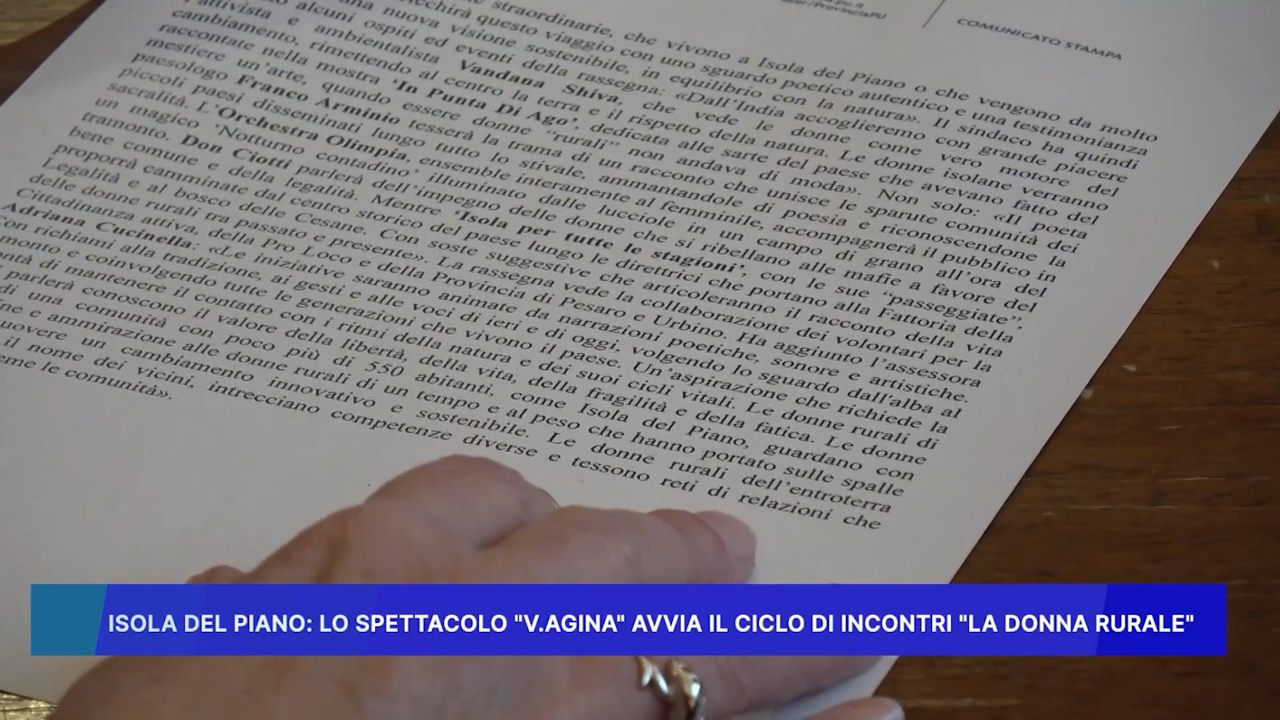 COMUNICATO STAMPA
straordinarie, che vivono a Isola del Piano o che vengono da molto
questo viaggio con uno sguardo poetico autentico e una testimonianza
una nuova visione sostenibile, in equilibrio con la natura». Il sindaco ha quindi
alcuni ospiti ed eventi della rassegna: «Dall'India accoglieremo con grande piacere
l'attivista e ambientalista Vandana Shiva, che vede le donne come vero motore del
cambiamento, rimettendo al centro la terra e il rispetto della natura. Le donne isolane verranno
raccontate nella mostra 'In Punta Di Ago', dedicata alle sarte del paese che avevano fatto del
mestiere un'arte, quando essere donne "rurali" non andava di moda». Non solo: «Il poeta
paesologo Franco Arminio tesserà la trama di un racconto che unisce le sparute comunità dei
piccoli paesi disseminati lungo tutto lo stivale, ammantandole di poesia e riconoscendone la
sacralità. L'Orchestra Olimpia, ensemble interamente al femminile, accompagnerà il pubblico in
un magico 'Notturno contadino' illuminato dalle lucciole in un campo di grano all'ora del
tramonto. Don Ciotti parlerà dell'impegno delle donne che si ribellano alle mafie a favore del
bene comune e della legalità. Mentre 'Isola per tutte le stagioni', con le sue "passeggiate",
proporrà camminate dal centro storico del paese lungo le direttrici che portano alla Fattoria della
Legalità e al bosco delle Cesane. Con soste suggestive che articoleranno il racconto della vita
delle donne rurali tra passato e presente». La rassegna vede la collaborazione dei volontari per la
Cittadinanza attiva, della Pro Loco e della Provincia di Pesaro e Urbino. Ha aggiunto l'assessora
Adriana Cucinella: «Le iniziative saranno animate da narrazioni poetiche, sonore e artistiche.
Con richiami alla tradizione, ai gesti e alle voci di ieri e di oggi, volgendo lo sguardo dall'alba al
monto e coinvolgendo tutte le generazioni che vivono il paese. Un'aspirazione che richiede la
ontà di mantenere il contatto con i ritmi della natura e dei suoi cicli vitali. Le donne rurali di
parlerà conoscono il valore della libertà, della vita, della fragilità e della fatica. Le donne
di una comunità con poco più di 550 abitanti, come Isola del Piano, guardano con
ne e ammirazione alle donne rurali di un tempo e al peso che hanno portato sulle spalle
uovere un cambiamento innovativo e sostenibile. Le donne rurali dell'entroterra
il nome dei vicini, intrecciano competenze diverse e tessono reti di relazioni che
eme le comunità».
ISOLA DEL PIANO: LO SPETTACOLO "V.AGINA" AVVIA IL CICLO DI INCONTRI "LA DONNA RURALE"